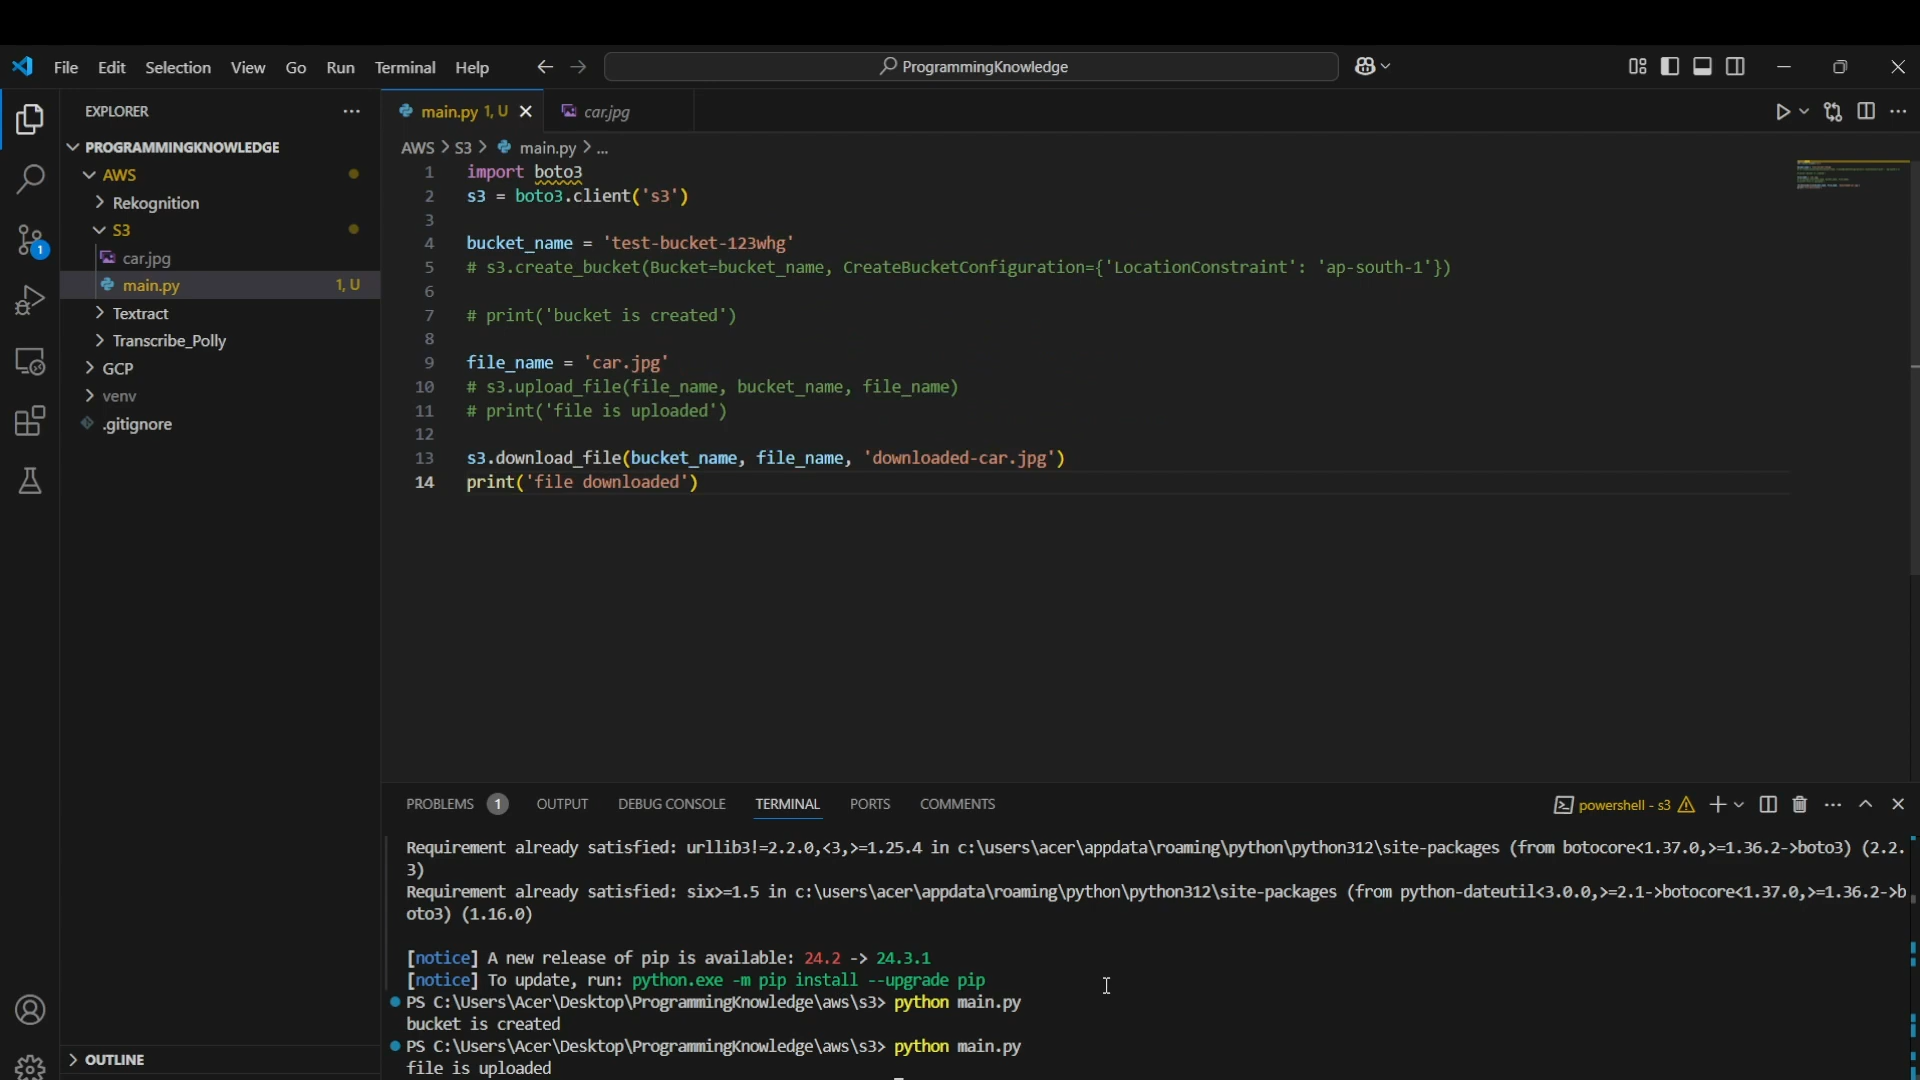 File Edit Selection View Go Run Terminal Help
ProgrammingKnowledge
EXPLORER
PROGRAMMINGKNOWLEDGE
AWS
Rekognition
S3
car.jpg
main.py 1, U
Textract
Transcribe_Polly
GCP
venv
.gitignore
OUTLINE
1
main.py 1, U car.jpg
AWS > S3 > main.py > ...
1 import boto3
2 s3 = boto3.client('s3')
3
4 bucket_name = 'test-bucket-123whg'
5 # s3.create_bucket(Bucket=bucket_name, CreateBucketConfiguration={'LocationConstraint': 'ap-south-1'})
6
7 # print('bucket is created')
8
9 file_name = 'car.jpg'
10 # s3.upload_file(file_name, bucket_name, file_name)
11 # print('file is uploaded')
12
13 s3.download_file(bucket_name, file_name, 'downloaded-car.jpg')
14 print('file downloaded')
PROBLEMS 1 OUTPUT DEBUG CONSOLE TERMINAL PORTS COMMENTS
powershell - s3
Requirement already satisfied: urllib3!=2.2.0,<3,>=1.25.4 in c:\users\acer\appdata\roaming\python\python312\site-packages (from botocore<1.37.0,>=1.36.2->boto3) (2.2.
3)
Requirement already satisfied: six>=1.5 in c:\users\acer\appdata\roaming\python\python312\site-packages (from python-dateutil<3.0.0,>=2.1->botocore<1.37.0,>=1.36.2->b
oto3) (1.16.0)
[notice] A new release of pip is available: 24.2 -> 24.3.1
[notice] To update, run: python.exe -m pip install --upgrade pip
PS C:\Users\Acer\Desktop\ProgrammingKnowledge\aws\s3> python main.py
bucket is created
PS C:\Users\Acer\Desktop\ProgrammingKnowledge\aws\s3> python main.py
file is uploaded